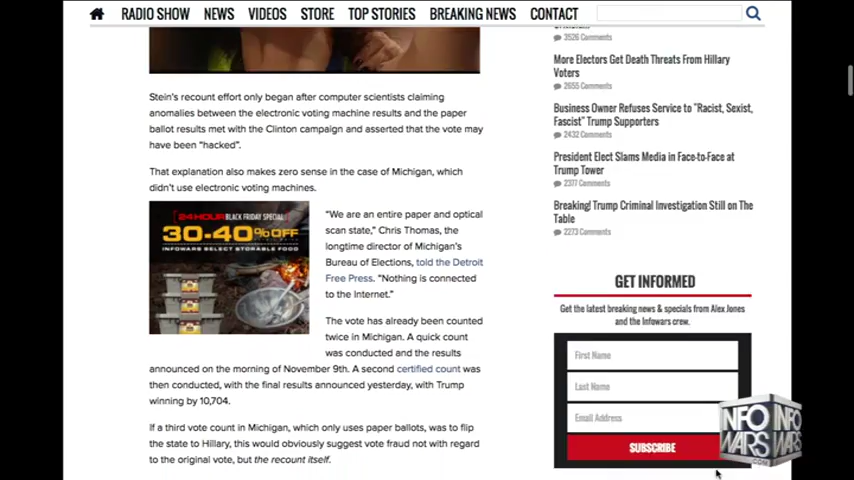 RADIO SHOW NEWS VIDEOS STORE TOP STORIES BREAKING NEWS CONTACT
Stein's recount effort only began after computer scientists claiming
anomalies between the electronic voting machine results and the paper
ballot results met with the Clinton campaign and asserted that the vote may
have been "hacked".
That explanation also makes zero sense in the case of Michigan, which
didn't use electronic voting machines.
24 HOUR BLACK FRIDAY SPECIAL
30-40% OFF
INFOWARS SELECT STORABLE FOOD
"We are an entire paper and optical
scan state," Chris Thomas, the
longtime director of Michigan's
Bureau of Elections, told the Detroit
Free Press. "Nothing is connected
to the Internet."
The vote has already been counted
twice in Michigan. A quick count
was conducted and the results
announced on the morning of November 9th. A second certified count was
then conducted, with the final results announced yesterday, with Trump
winning by 10,704.
If a third vote count in Michigan, which only uses paper ballots, was to flip
the state to Hillary, this would obviously suggest vote fraud not with regard
to the original vote, but the recount itself.
3526 Comments
More Electors Get Death Threats From Hillary
Voters
2655 Comments
Business Owner Refuses Service to "Racist, Sexist,
Fascist" Trump Supporters
2432 Comments
President Elect Slams Media in Face-to-Face at
Trump Tower
2377 Comments
Breaking! Trump Criminal Investigation Still on The
Table
2273 Comments
GET INFORMED
Get the latest breaking news & specials from Alex Jones
and the Infowars crew.
First Name
Last Name
Email Address
SUBSCRIBE
INFO
WARS
.COM
INFO
WARS